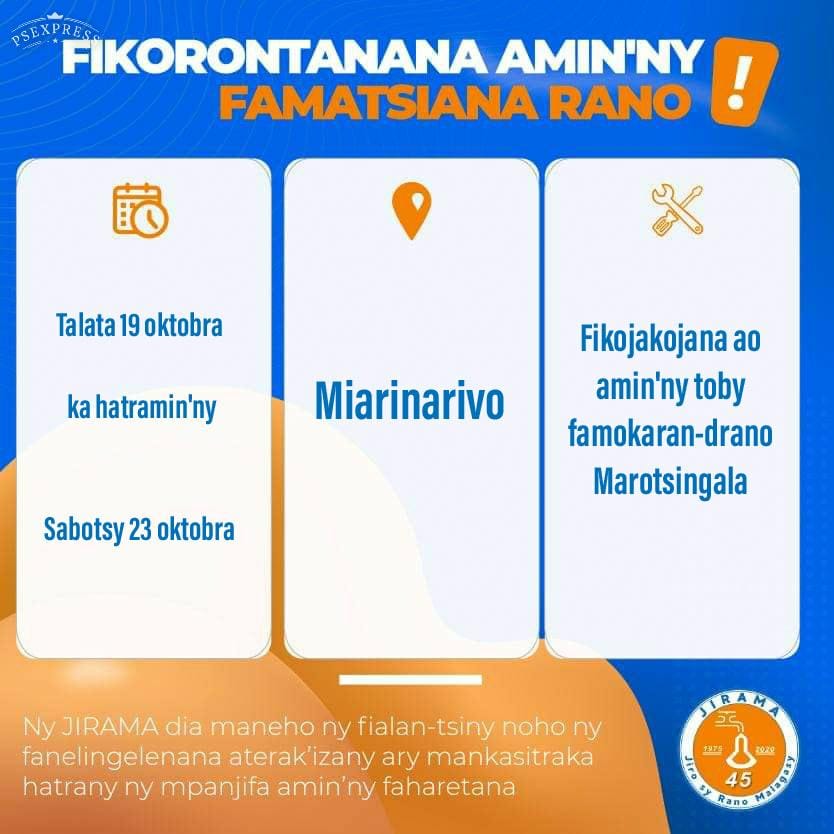 PSEXPRESS
FIKORONTANANA AMIN'NY
FAMATSIANA RANO !
Talata 19 oktobra
ka hatramin'ny
Sabotsy 23 oktobra
Miarinarivo
Fikojakojana ao
amin'ny toby
famokaran-drano
Marotsingala
Ny JIRAMA dia maneho ny fialan-tsiny noho ny
fanelingelenana aterak'izany ary mankasitraka
hatrany ny mpanjifa amin'ny faharetana
JIRAMA
1975 2020
45
Jiro sy Rano Malagasy